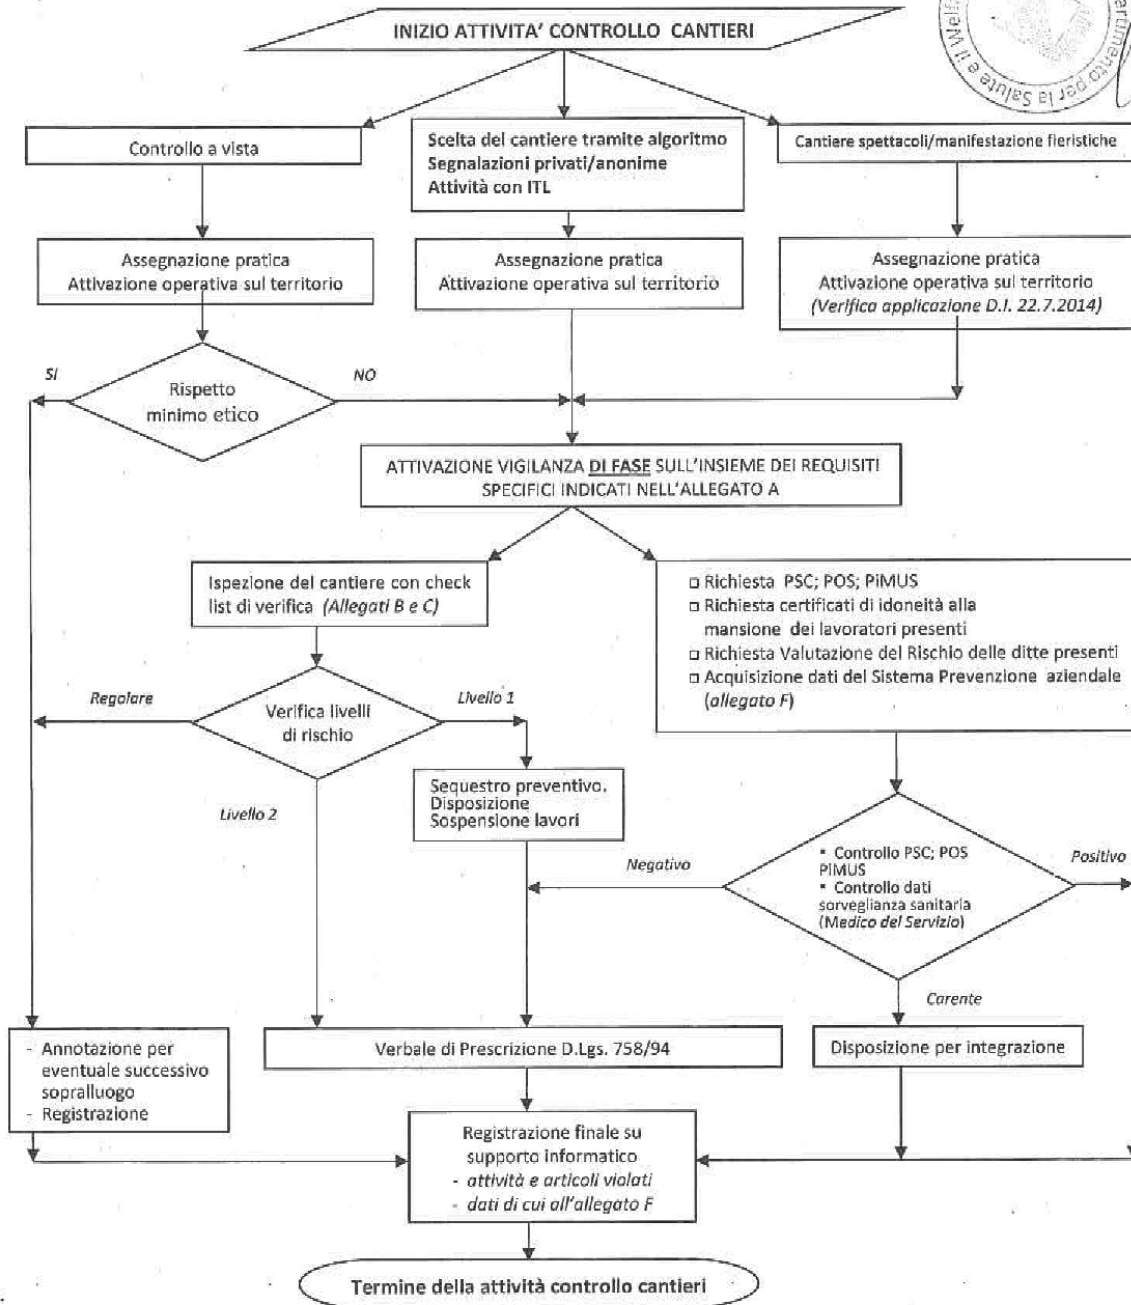 INIZIO ATTIVITA' CONTROLLO CANTIERI
per la Salute e il
Controllo a vista
Scelta del cantiere tramite algoritmo
Segnalazioni privati/anonime
Attività con ITL
Cantiere spettacoli/manifestazione fieristiche
Assegnazione pratica
Attivazione operativa sul territorio
Assegnazione pratica
Attivazione operativa sul territorio
Assegnazione pratica
Attivazione operativa sul territorio
(Verifica applicazione D.I. 22.7.2014)
SI
Rispetto
minimo etico
NO
ATTIVAZIONE VIGILANZA DI FASE SULL'INSIEME DEI REQUISITI
SPECIFICI INDICATI NELL'ALLEGATO A
Ispezione del cantiere con check
list di verifica (Allegati B e C)
□ Richiesta PSC; POS; PiMUS
□ Richiesta certificati di idoneità alla
mansione dei lavoratori presenti
□ Richiesta Valutazione del Rischio delle ditte presenti
□ Acquisizione dati del Sistema Prevenzione aziendale
(allegato F)
Regolare
Verifica livelli
di rischio
Livello 1
Livello 2
Sequestro preventivo.
Disposizione
Sospensione lavori
Negativo
▪ Controllo PSC; POS
PiMUS
▪ Controllo dati
sorveglianza sanitaria
(Medico del Servizio)
Positivo
Carente
- Annotazione per
eventuale successivo
sopralluogo
- Registrazione
Verbale di Prescrizione D.Lgs. 758/94
Disposizione per integrazione
Registrazione finale su
supporto informatico
- attività e articoli violati
- dati di cui all'allegato F
Termine della attività controllo cantieri